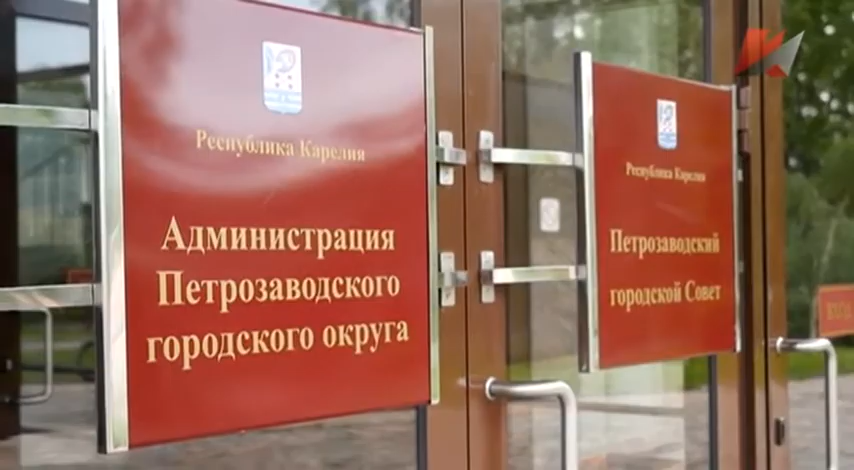 Республика Карелия
Администрация
Петрозаводского
городского округа
Республика Карелия
Петрозаводский
городской Совет